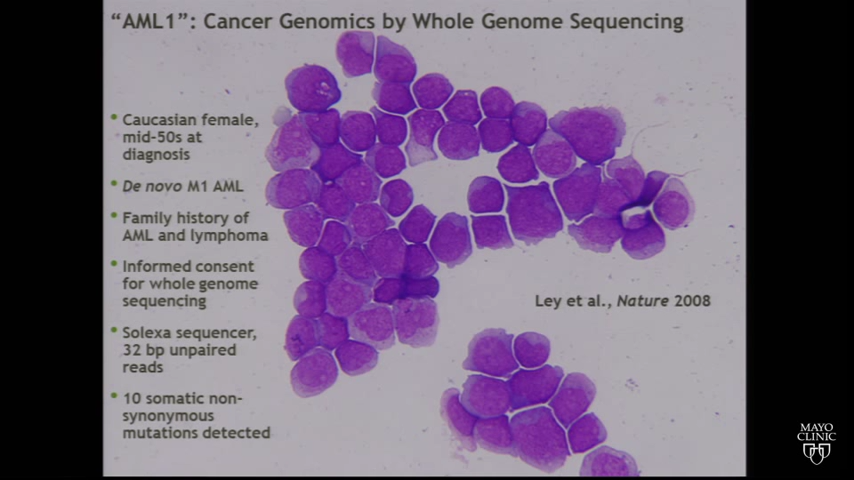 “AML1”: Cancer Genomics by Whole Genome Sequencing
• Caucasian female,
mid-50s at
diagnosis
• De novo M1 AML
• Family history of
AML and lymphoma
• Informed consent
for whole genome
sequencing
• Solexa sequencer,
32 bp unpaired
reads
• 10 somatic non-
synonymous
mutations detected
Ley et al., Nature 2008
MAYO
CLINIC